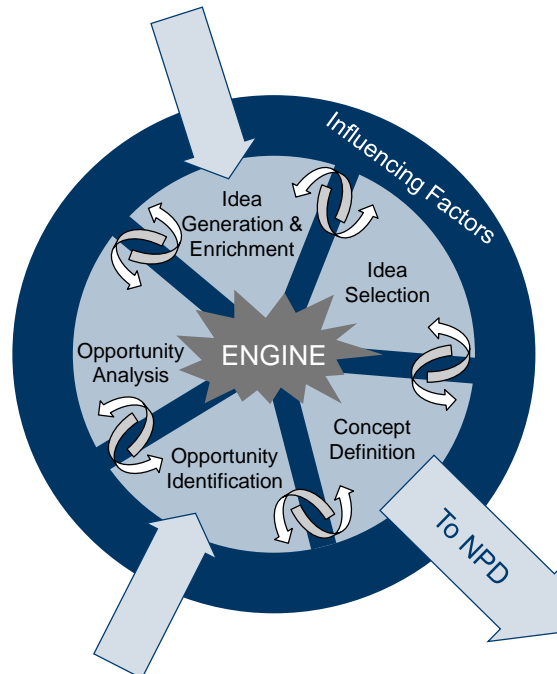 Influencing Factors
Idea
Generation &
Enrichment
Idea
Selection
Opportunity
Analysis
ENGINE
Concept
Definition
Opportunity
Identification
To NPD